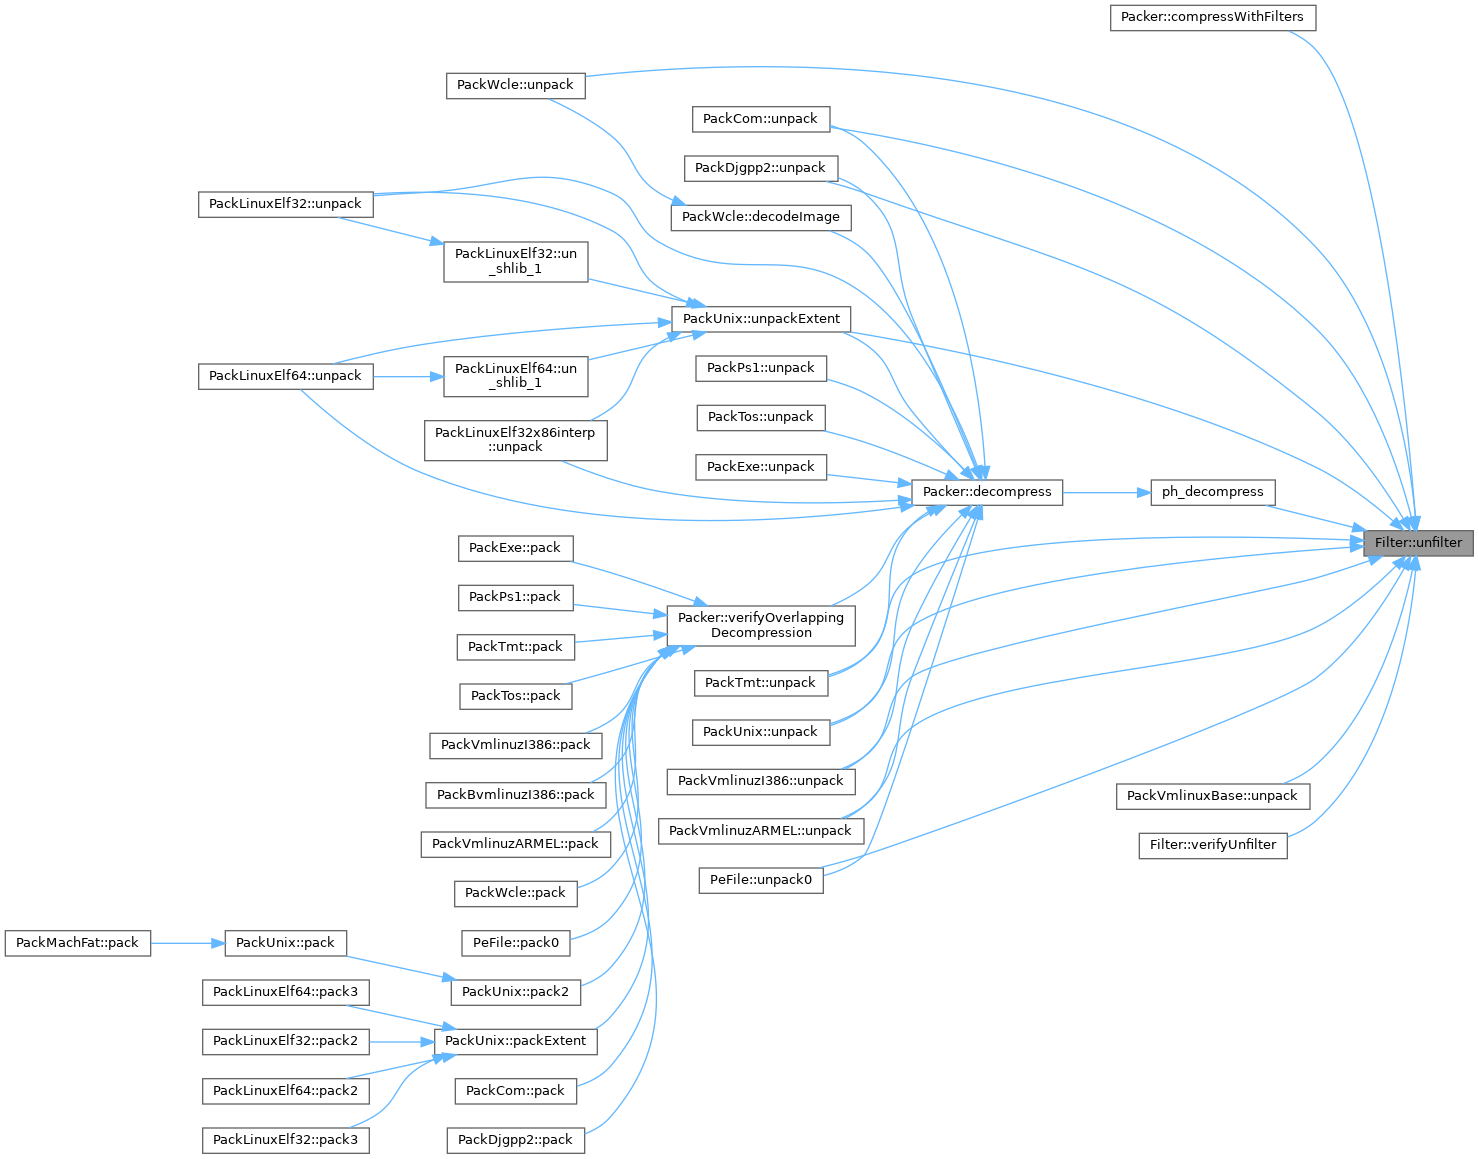 Packer::compressWithFilters
PackWcle::unpack
PackCom::unpack
PackDjgpp2::unpack
PackLinuxElf32::unpack
PackWcle::decodeImage
PackLinuxElf32::un
_shlib_1
PackUnix::unpackExtent
PackLinuxElf64::unpack
PackLinuxElf64::un
_shlib_1
PackPs1::unpack
PackTos::unpack
PackLinuxElf32x86interp
::unpack
PackExe::unpack
Packer::decompress
ph_decompress
Filter::unfilter
PackExe::pack
PackPs1::pack
Packer::verifyOverlapping
Decompression
PackTmt::pack
PackTmt::unpack
PackTos::pack
PackUnix::unpack
PackVmlinuzI386::pack
PackVmlinuzI386::unpack
PackBvmlinuzI386::pack
PackVmlinuxBase::unpack
PackVmlinuzARMEL::unpack
PackVmlinuzARMEL::pack
Filter::verifyUnfilter
PeFile::unpack0
PackWcle::pack
PackMachFat::pack
PackUnix::pack
PeFile::pack0
PackLinuxElf64::pack3
PackUnix::pack2
PackLinuxElf32::pack2
PackUnix::packExtent
PackLinuxElf64::pack2
PackCom::pack
PackLinuxElf32::pack3
PackDjgpp2::pack